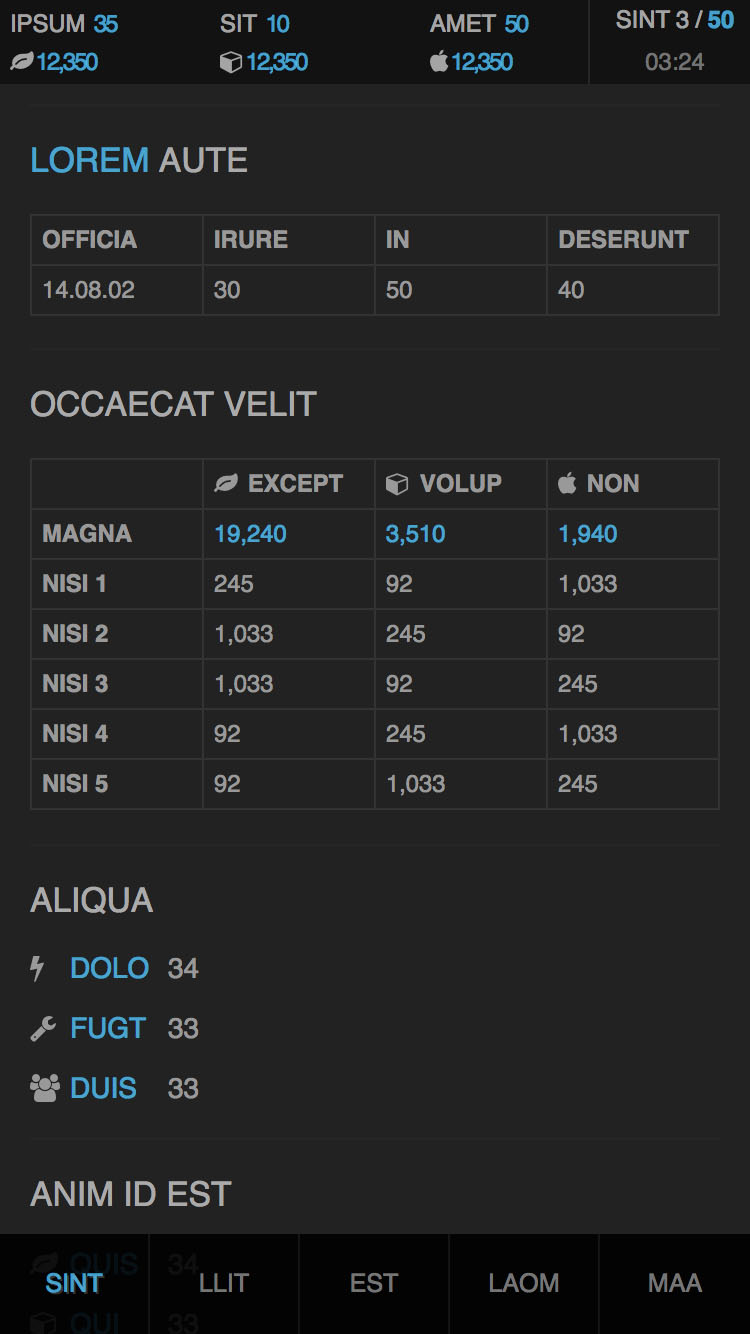 IPSUM 35 SIT 10 AMET 50 SINT 3 / 50
12,350 12,350 12,350 03:24
LOREM AUTE
OFFICIA IRURE IN DESERUNT
14.08.02 30 50 40
OCCAECAT VELIT
EXCEPT VOLUP NON
MAGNA 19,240 3,510 1,940
NISI 1 245 92 1,033
NISI 2 1,033 245 92
NISI 3 1,033 92 245
NISI 4 92 245 1,033
NISI 5 92 1,033 245
ALIQUA
DOLO 34
FUGT 33
DUIS 33
ANIM ID EST
QUIS 34
SINT LLIT EST LAOM MAA
QUI 33